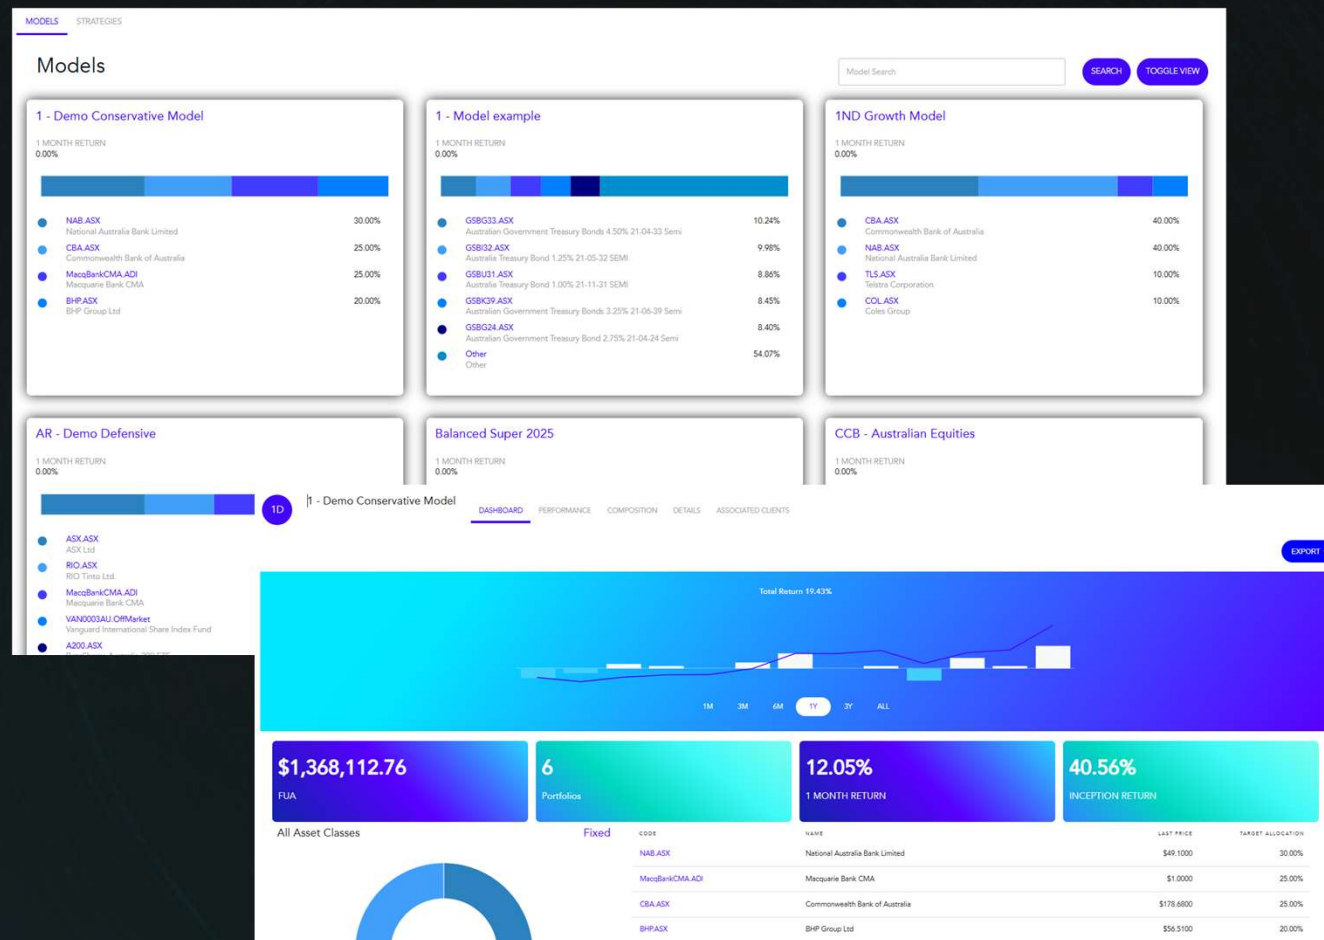 MODELS STRATEGIES
Models
Model Search SEARCH TOGGLE VIEW
1 - Demo Conservative Model
1 MONTH RETURN
0.00%
NAB.ASX 30.00%
National Australia Bank Limited
CBA.ASX 25.00%
Commonwealth Bank of Australia
MacqBankCMA.ADI 25.00%
Macquarie Bank CMA
BHP.ASX 20.00%
BHP Group Ltd
1 - Model example
1 MONTH RETURN
0.00%
GSBG33.ASX 10.24%
Australian Government Treasury Bonds 4.50% 21-04-33 Semi
GSBI32.ASX 9.98%
Australia Treasury Bond 1.25% 21-05-32 SEMI
GSBU31.ASX 8.86%
Australia Treasury Bond 1.00% 21-11-31 SEMI
GSBK39.ASX 8.45%
Australian Government Treasury Bonds 3.25% 21-06-39 Semi
GSBG24.ASX 8.40%
Australian Government Treasury Bond 2.75% 21-04-24 Semi
Other 54.07%
Other
1ND Growth Model
1 MONTH RETURN
0.00%
CBA.ASX 40.00%
Commonwealth Bank of Australia
NAB.ASX 40.00%
National Australia Bank Limited
TLS.ASX 10.00%
Telstra Corporation
COL.ASX 10.00%
Coles Group
AR - Demo Defensive
1 MONTH RETURN
0.00%
ASX.ASX
ASX Ltd
RIO.ASX
RIO Tinto Ltd.
MacqBankCMA.ADI
Macquarie Bank CMA
VAN0003AU.OffMarket
Vanguard International Share Index Fund
A200.ASX
Balanced Super 2025
1 MONTH RETURN
0.00%
CCB - Australian Equities
1 MONTH RETURN
0.00%
1D 1 - Demo Conservative Model DASHBOARD PERFORMANCE COMPOSITION DETAILS ASSOCIATED CLIENTS
EXPORT
Total Return 19.43%
1M 3M 6M 1Y 3Y ALL
$1,368,112.76
FUA
6
Portfolios
12.05%
1 MONTH RETURN
40.56%
INCEPTION RETURN
All Asset Classes Fixed
CODE NAME LAST PRICE TARGET ALLOCATION
NAB.ASX National Australia Bank Limited $49.1000 30.00%
MacqBankCMA.ADI Macquarie Bank CMA $1.0000 25.00%
CBA.ASX Commonwealth Bank of Australia $178.6800 25.00%
BHP.ASX BHP Group Ltd $56.5100 20.00%